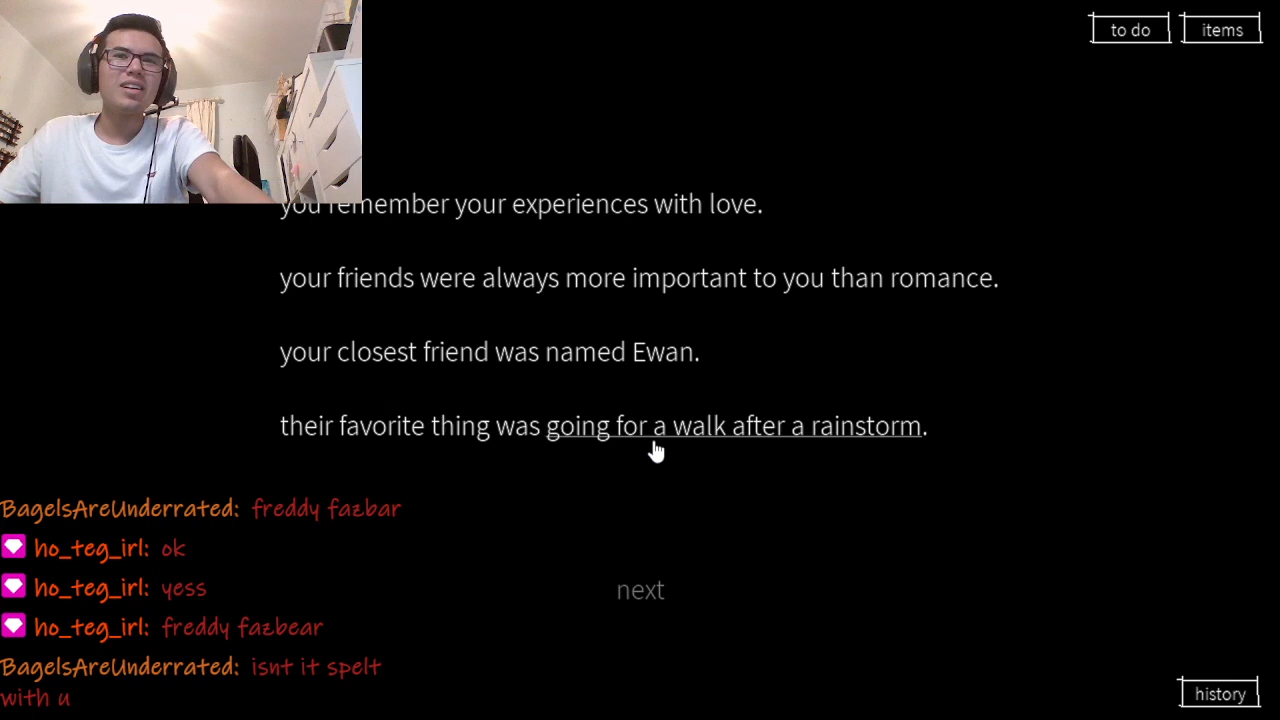 to do
items
you remember your experiences with love.
your friends were always more important to you than romance.
your closest friend was named Ewan.
their favorite thing was going for a walk after a rainstorm.
BagelsAreUnderrated: freddy fazbar
ho_teg_irl: ok
ho_teg_irl: yess
ho_teg_irl: freddy fazbear
BagelsAreUnderrated: isnt it spelt
with u
next
history